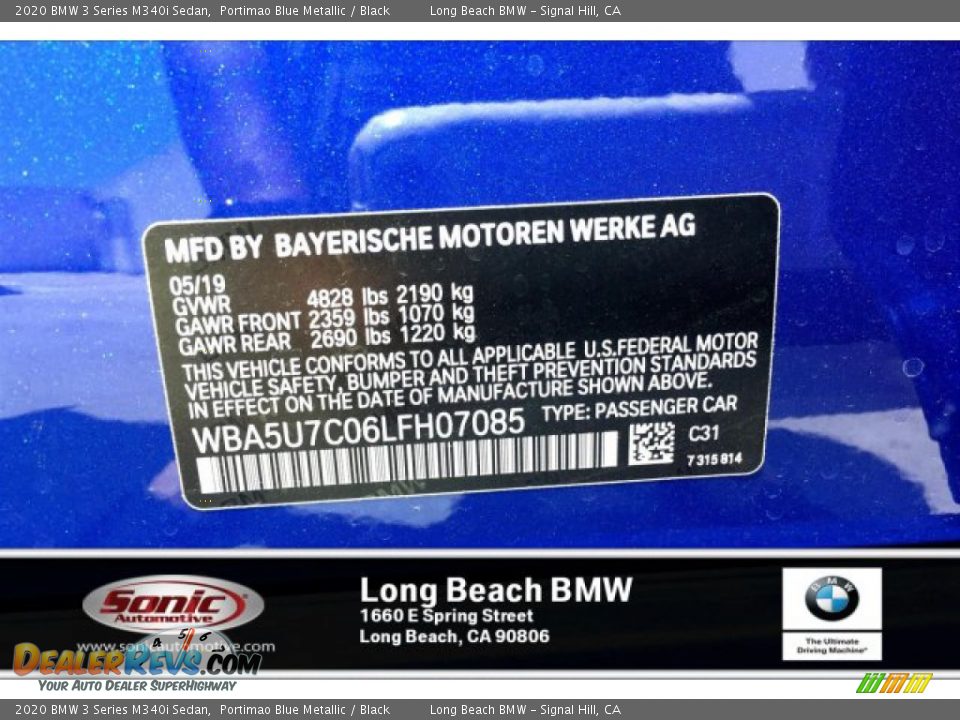 2020 BMW 3 Series M340i Sedan, Portimao Blue Metallic / Black Long Beach BMW - Signal Hill, CA
MFD BY BAYERISCHE MOTOREN WERKE AG
05/19
GVWR 4828 lbs 2190 kg
GAWR FRONT 2359 lbs 1070 kg
GAWR REAR 2690 lbs 1220 kg
THIS VEHICLE CONFORMS TO ALL APPLICABLE U.S.FEDERAL MOTOR
VEHICLE SAFETY, BUMPER AND THEFT PREVENTION STANDARDS
IN EFFECT ON THE DATE OF MANUFACTURE SHOWN ABOVE.
WBA5U7C06LFH07085 TYPE: PASSENGER CAR
C31
7 315 814
Sonic
Automotive
www.sonicautomotive.com
Long Beach BMW
1660 E Spring Street
Long Beach, CA 90806
BMW
The Ultimate
Driving Machine®
4 5 6
DEALERREVS.COM
YOUR AUTO DEALER SUPERHIGHWAY
2020 BMW 3 Series M340i Sedan, Portimao Blue Metallic / Black Long Beach BMW - Signal Hill, CA